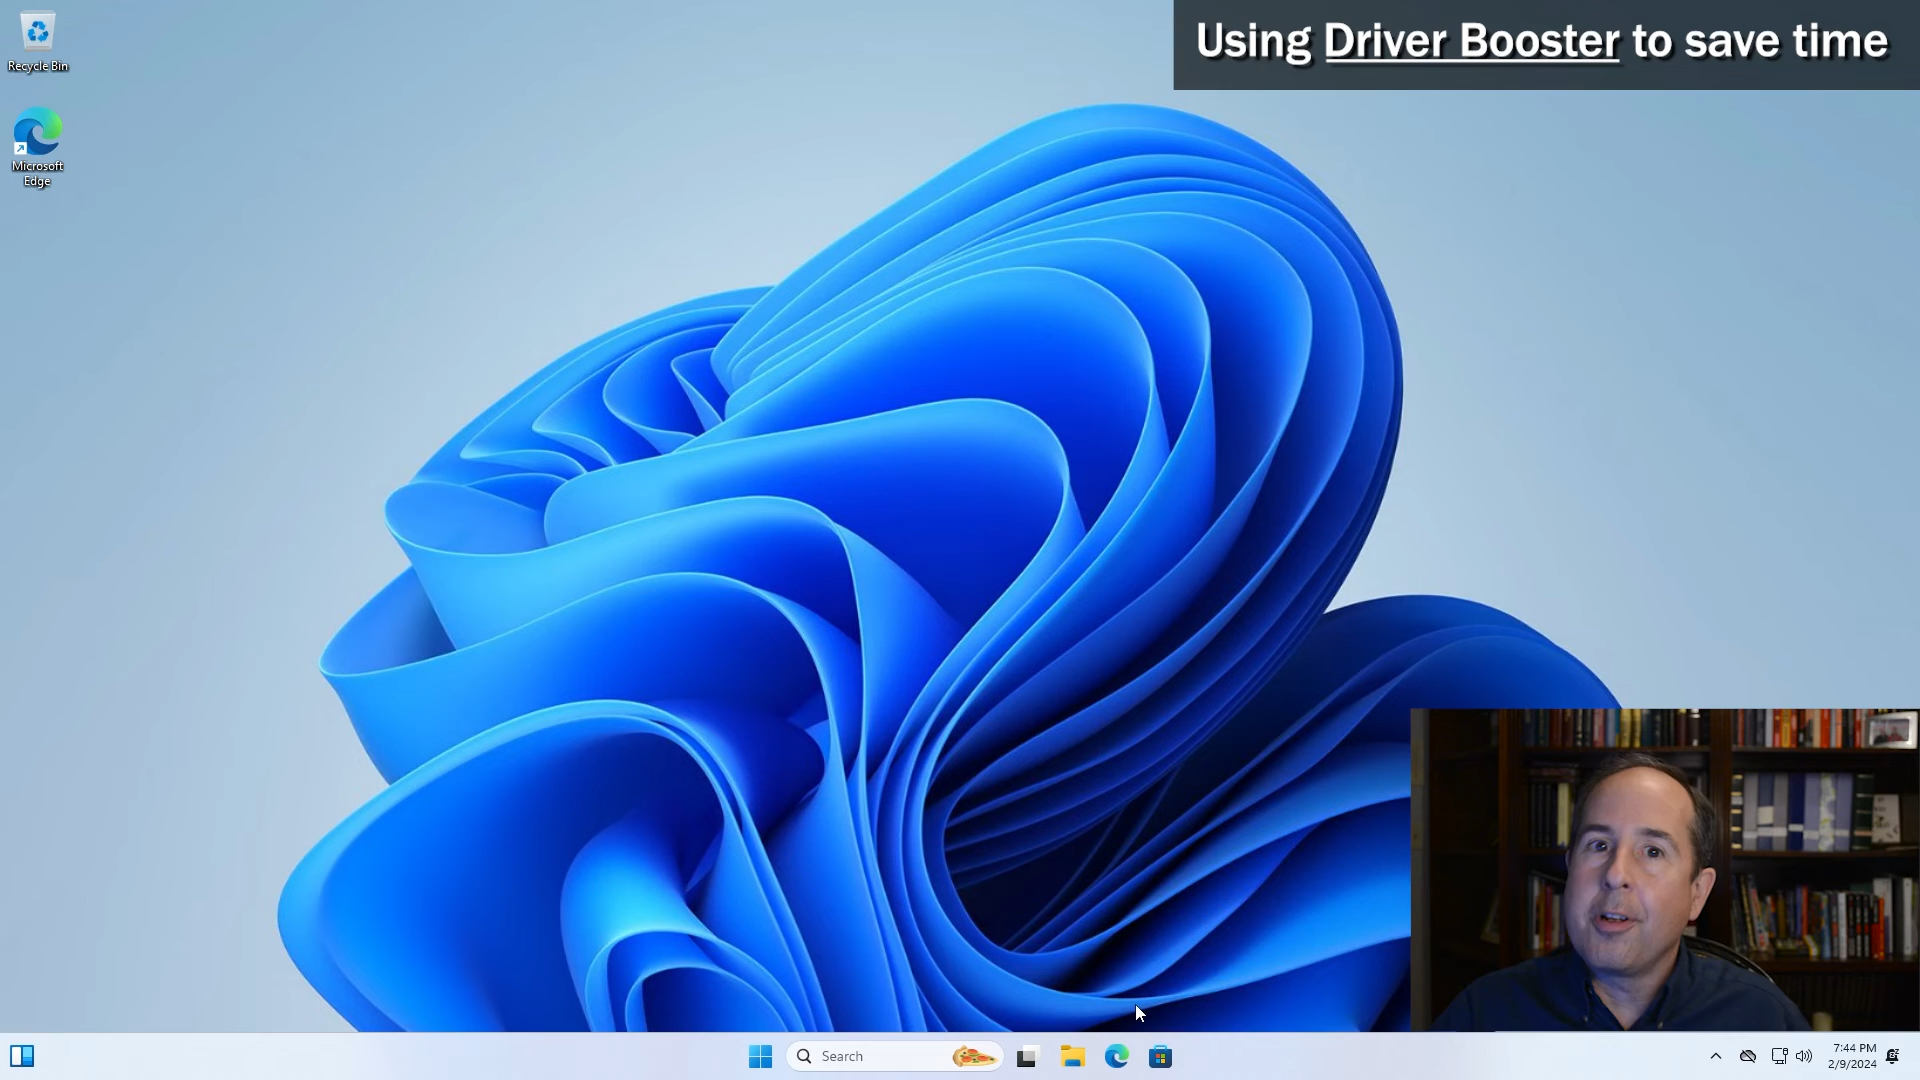 Using Driver Booster to save time
Recycle Bin
Microsoft
Edge
Search
7:44 PM
2/9/2024